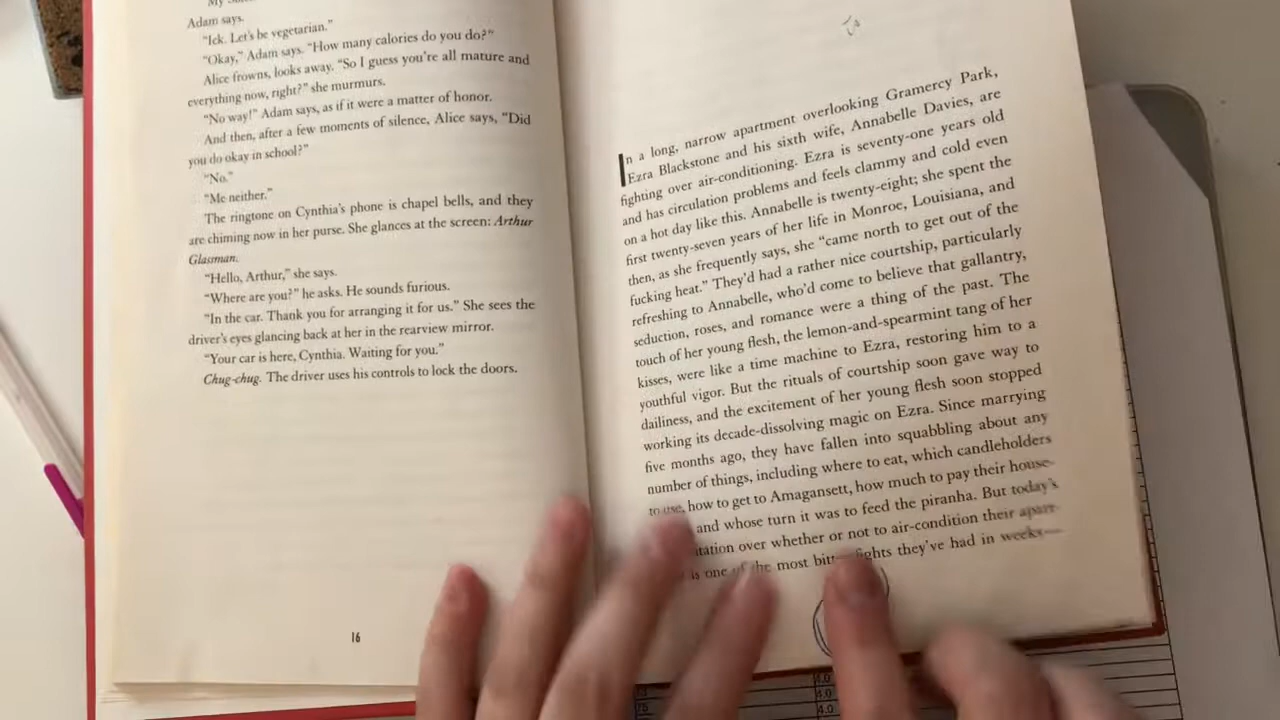 Adam says.
"Ick. Let's be vegetarian."
"Okay," Adam says. "How many calories do you do?"
Alice frowns, looks away. "So I guess you're all mature and
everything now, right?" she murmurs.
"No way!" Adam says, as if it were a matter of honor.
And then, after a few moments of silence, Alice says, "Did
you do okay in school?"
"No."
"Me neither."
The ringtone on Cynthia's phone is chapel bells, and they
are chiming now in her purse. She glances at the screen: Arthur
Glassman.
"Hello, Arthur," she says.
"Where are you?" he asks. He sounds furious.
"In the car. Thank you for arranging it for us." She sees the
driver's eyes glancing back at her in the rearview mirror.
"Your car is here, Cynthia. Waiting for you."
Chug-chug. The driver uses his controls to lock the doors.
16
In a long, narrow apartment overlooking Gramercy Park,
Ezra Blackstone and his sixth wife, Annabelle Davies, are
fighting over air-conditioning. Ezra is seventy-one years old
and has circulation problems and feels clammy and cold even
on a hot day like this. Annabelle is twenty-eight; she spent the
first twenty-seven years of her life in Monroe, Louisiana, and
then, as she frequently says, she "came north to get out of the
fucking heat." They'd had a rather nice courtship, particularly
refreshing to Annabelle, who'd come to believe that gallantry,
seduction, roses, and romance were a thing of the past. The
touch of her young flesh, the lemon-and-spearmint tang of her
kisses, were like a time machine to Ezra, restoring him to a
youthful vigor. But the rituals of courtship soon gave way to
dailiness, and the excitement of her young flesh soon stopped
working its decade-dissolving magic on Ezra. Since marrying
five months ago, they have fallen into squabbling about any
number of things, including where to eat, which candleholders
to use, how to get to Amagansett, how much to pay their house-
and whose turn it was to feed the piranha. But today's
over whether or not to air-condition their apart-
is one of the most fights they've had in weeks—
75
4.0
4.0
4.0